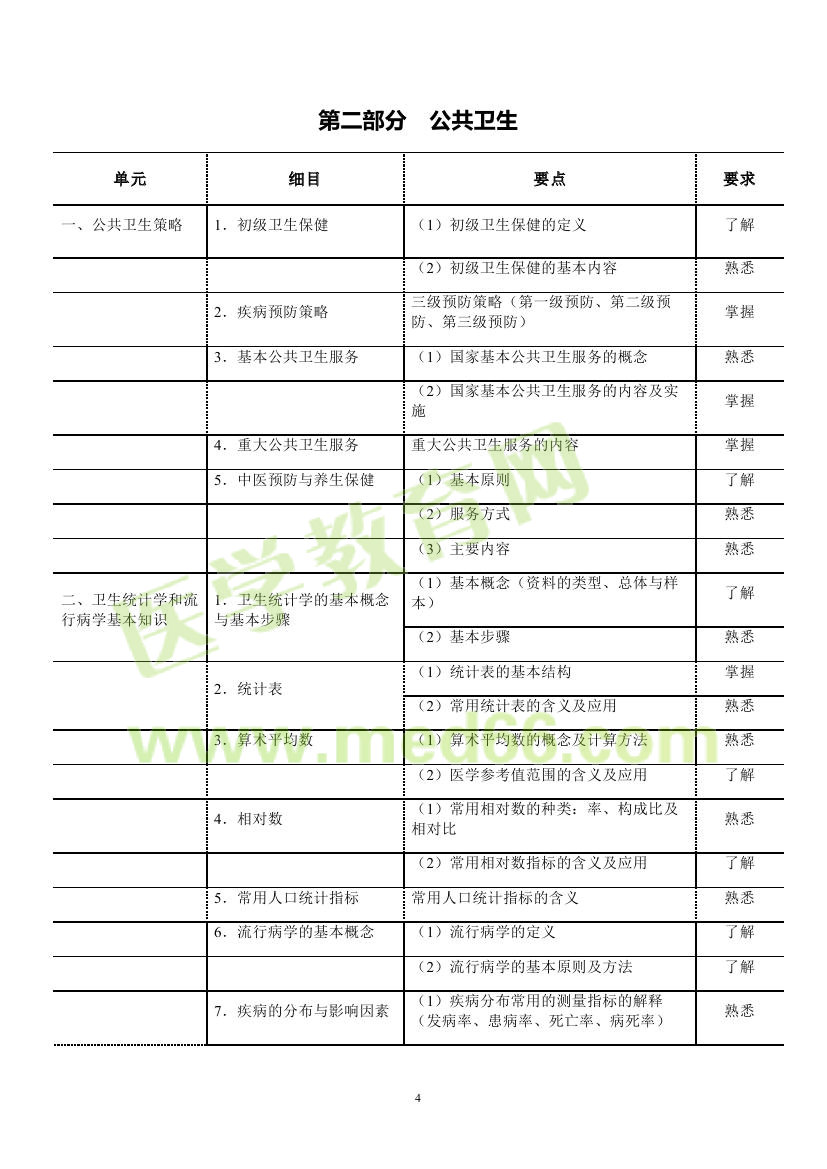 第二部分　公共卫生
单元 细目 要点 要求
一、公共卫生策略 1．初级卫生保健 （1）初级卫生保健的定义 了解
（2）初级卫生保健的基本内容 熟悉
2．疾病预防策略 三级预防策略（第一级预防、第二级预
防、第三级预防） 掌握
3．基本公共卫生服务 （1）国家基本公共卫生服务的概念 熟悉
（2）国家基本公共卫生服务的内容及实
施 掌握
4．重大公共卫生服务 重大公共卫生服务的内容 掌握
5．中医预防与养生保健 （1）基本原则 了解
（2）服务方式 熟悉
（3）主要内容 熟悉
二、卫生统计学和流
行病学基本知识 1．卫生统计学的基本概念
与基本步骤 （1）基本概念（资料的类型、总体与样
本） 了解
（2）基本步骤 熟悉
2．统计表 （1）统计表的基本结构 掌握
（2）常用统计表的含义及应用 熟悉
3．算术平均数 （1）算术平均数的概念及计算方法 熟悉
（2）医学参考值范围的含义及应用 了解
4．相对数 （1）常用相对数的种类：率、构成比及
相对比 熟悉
（2）常用相对数指标的含义及应用 了解
5．常用人口统计指标 常用人口统计指标的含义 熟悉
6．流行病学的基本概念 （1）流行病学的定义 了解
（2）流行病学的基本原则及方法 了解
7．疾病的分布与影响因素 （1）疾病分布常用的测量指标的解释
（发病率、患病率、死亡率、病死率） 熟悉
医学教育网
www.med66.com
4